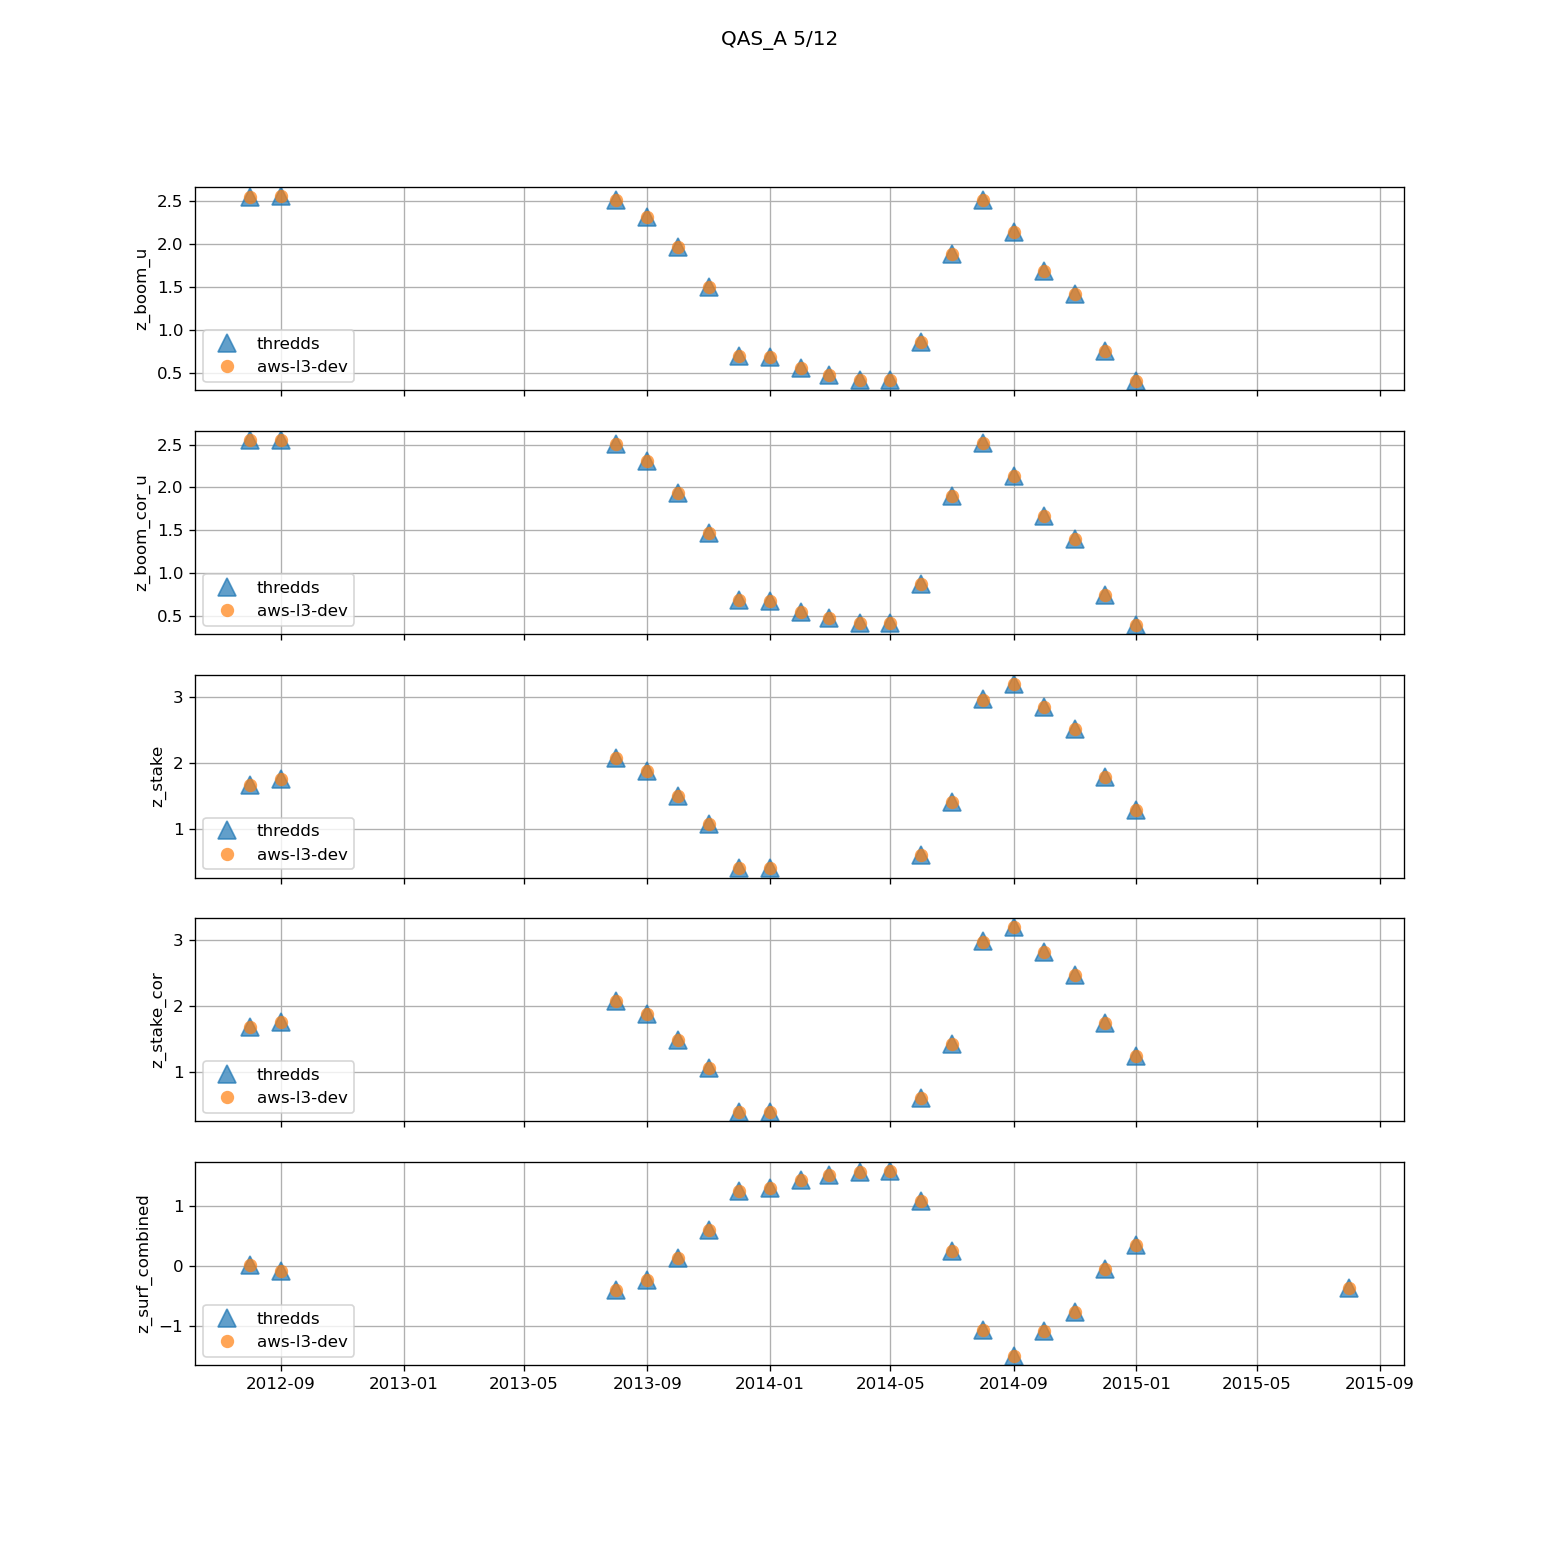 QAS_A 5/12
z_boom_u
2.5
2.0
1.5
1.0
0.5
thredds
aws-l3-dev
z_boom_cor_u
2.5
2.0
1.5
1.0
0.5
thredds
aws-l3-dev
z_stake
3
2
1
thredds
aws-l3-dev
z_stake_cor
3
2
1
thredds
aws-l3-dev
z_surf_combined
1
0
−1
thredds
aws-l3-dev
2012-09 2013-01 2013-05 2013-09 2014-01 2014-05 2014-09 2015-01 2015-05 2015-09